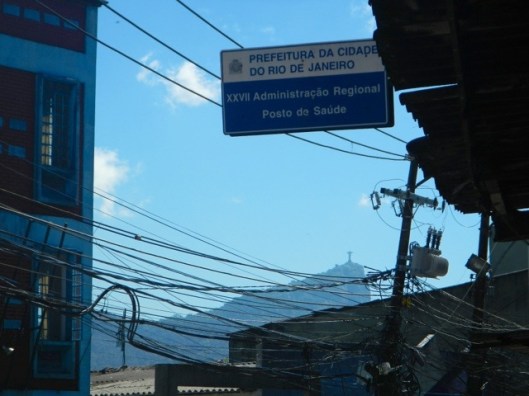 PREFEITURA DA CIDADE
DO RIO DE JANEIRO
XXVII Administração Regional
Posto de Saúde